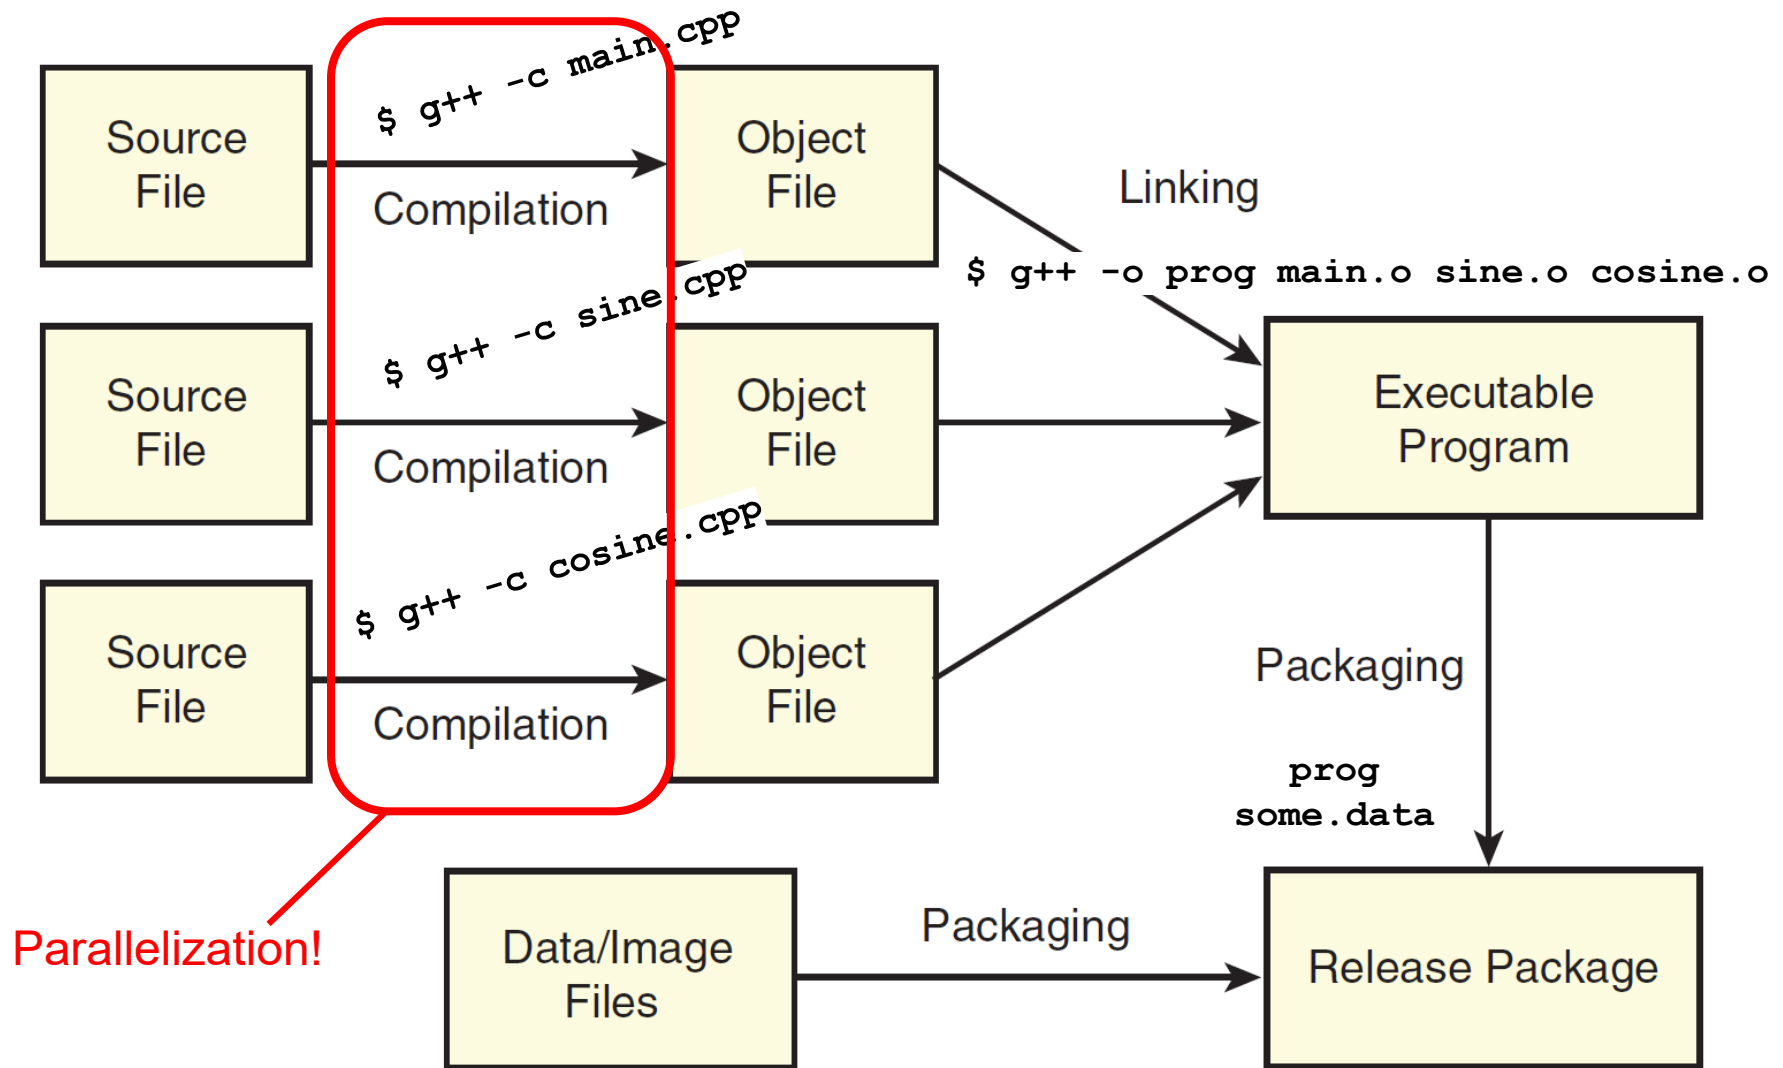 $ g++ -c main.cpp
Source
File
Compilation
Object
File
Linking
$ g++ -o prog main.o sine.o cosine.o
$ g++ -c sine.cpp
Source
File
Compilation
Object
File
Executable
Program
$ g++ -c cosine.cpp
Source
File
Compilation
Object
File
Packaging
prog
some.data
Parallelization!
Data/Image
Files
Packaging
Release Package